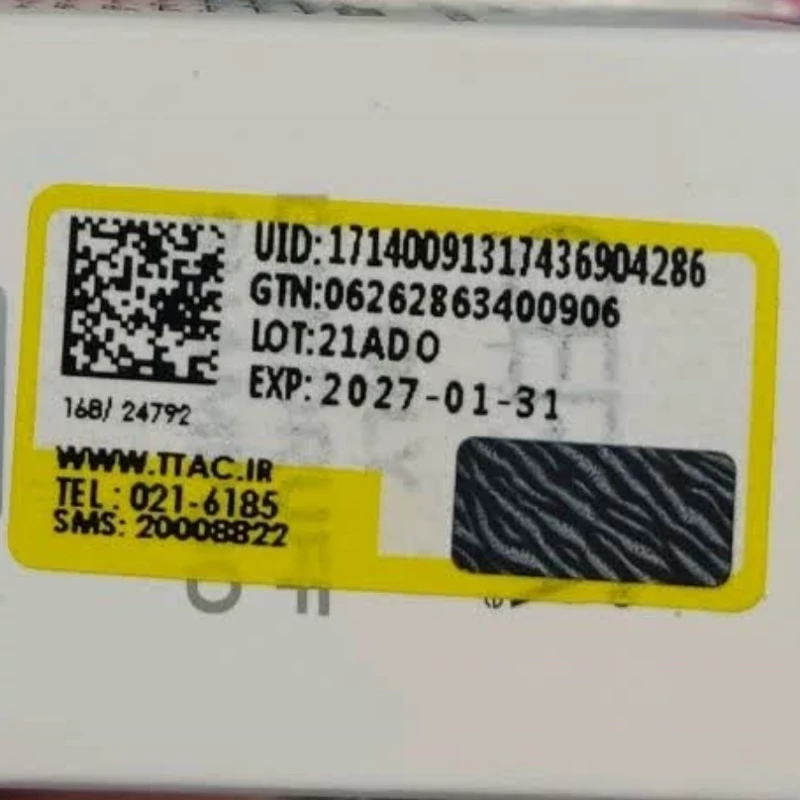 UID:17140091317436904286
GTN:06262863400906
LOT:21ADO
EXP: 2027-01-31
168/ 24792
WWW.TTAC.IR
TEL : 021-6185
SMS: 20008822